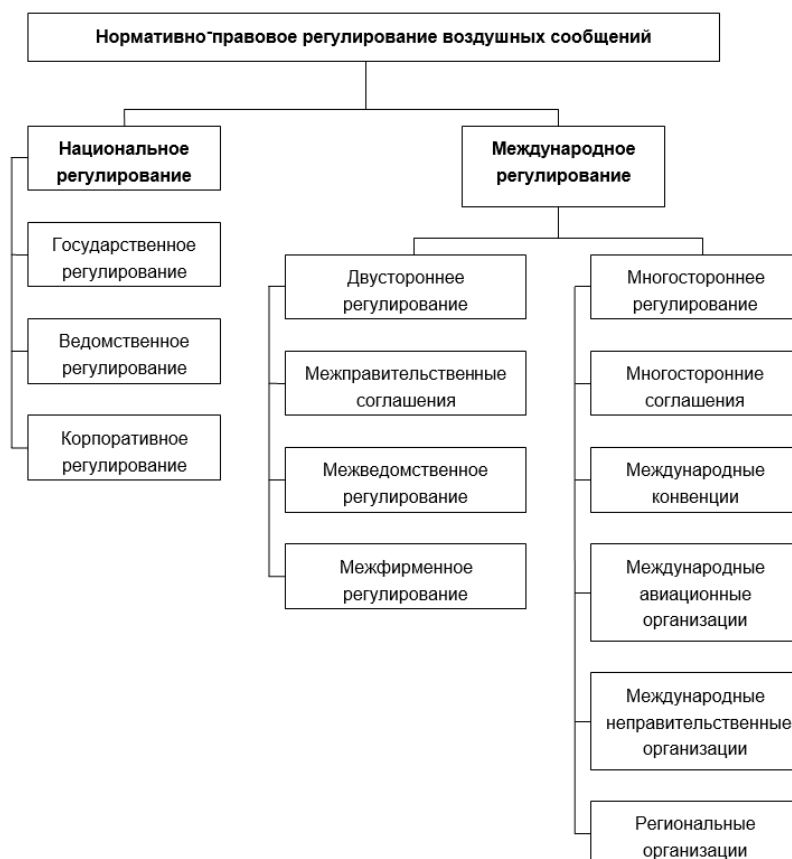 Нормативно-правовое регулирование воздушных сообщений
Национальное
регулирование
Государственное
регулирование
Ведомственное
регулирование
Корпоративное
регулирование
Международное
регулирование
Двустороннее
регулирование
Межправительственные
соглашения
Межведомственное
регулирование
Межфирменное
регулирование
Многостороннее
регулирование
Многосторонние
соглашения
Международные
конвенции
Международные
авиационные
организации
Международные
неправительственные
организации
Региональные
организации